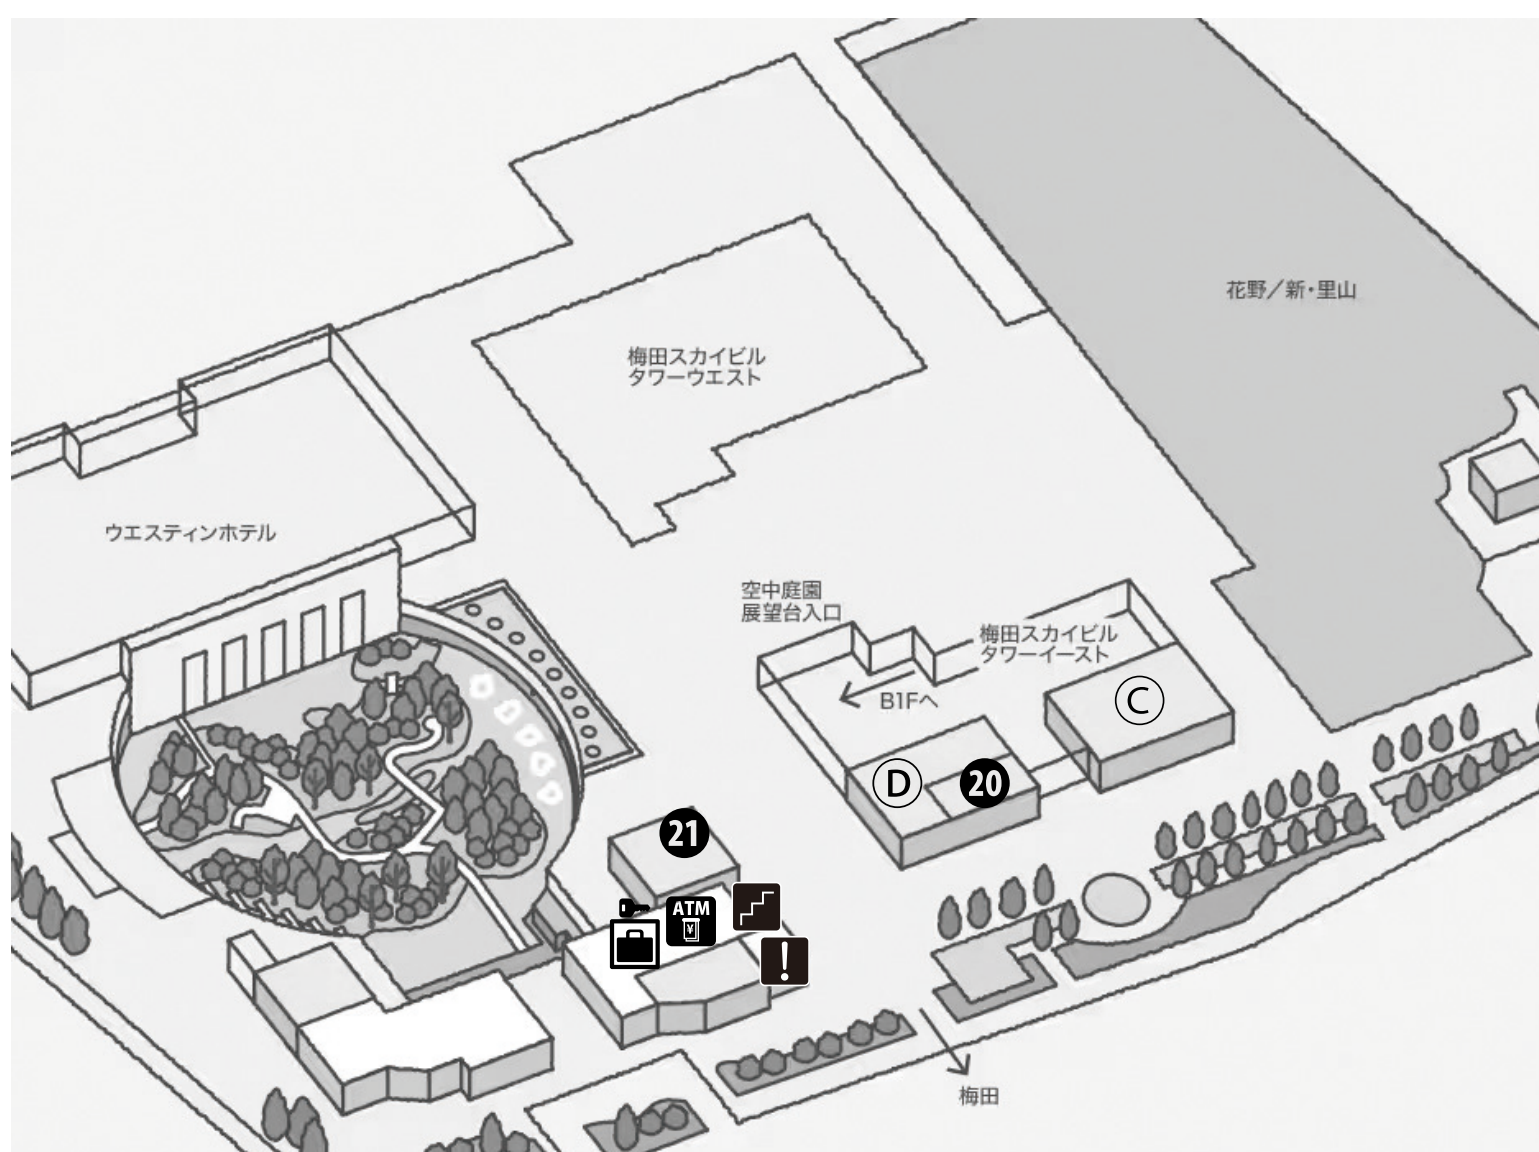 花野／新・里山
梅田スカイビル
タワーウエスト
ウエスティンホテル
空中庭園
展望台入口
梅田スカイビル
タワーイースト
B1Fへ
C
D
20
21
ATM
¥
!
梅田